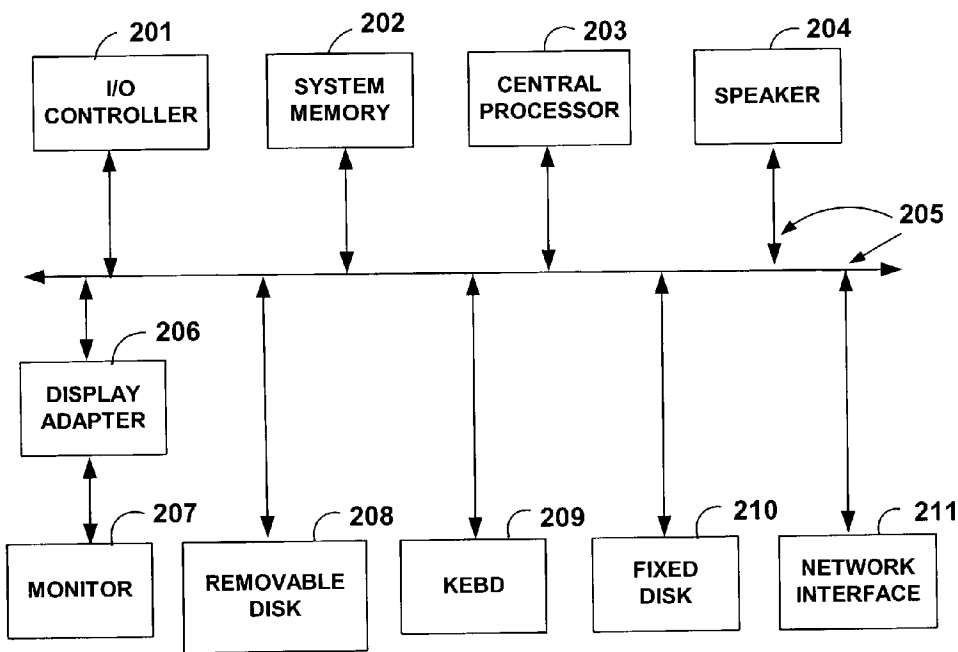 201
202
203
204
I/O
CONTROLLER
SYSTEM
MEMORY
CENTRAL
PROCESSOR
SPEAKER
205
206
DISPLAY
ADAPTER
207
208
209
210
211
MONITOR
REMOVABLE
DISK
KEBD
FIXED
DISK
NETWORK
INTERFACE